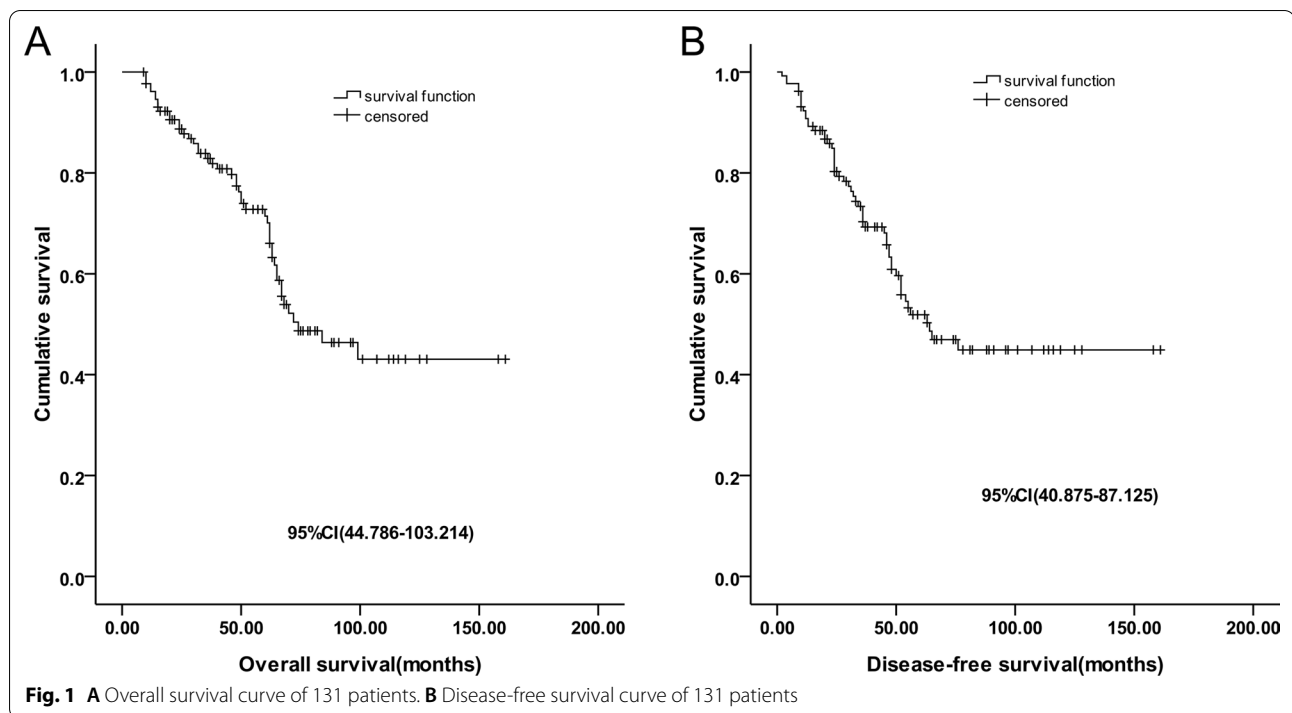 A
1.0
0.8
0.6
0.4
0.2
0.0
Cumulative survival
survival function
censored
95%CI(44.786-103.214)
0.00 50.00 100.00 150.00 200.00
Overall survival(months)
B
1.0
0.8
0.6
0.4
0.2
0.0
Cumulative survival
survival function
censored
95%CI(40.875-87.125)
0.00 50.00 100.00 150.00 200.00
Disease-free survival(months)
Fig. 1 A Overall survival curve of 131 patients. B Disease-free survival curve of 131 patients